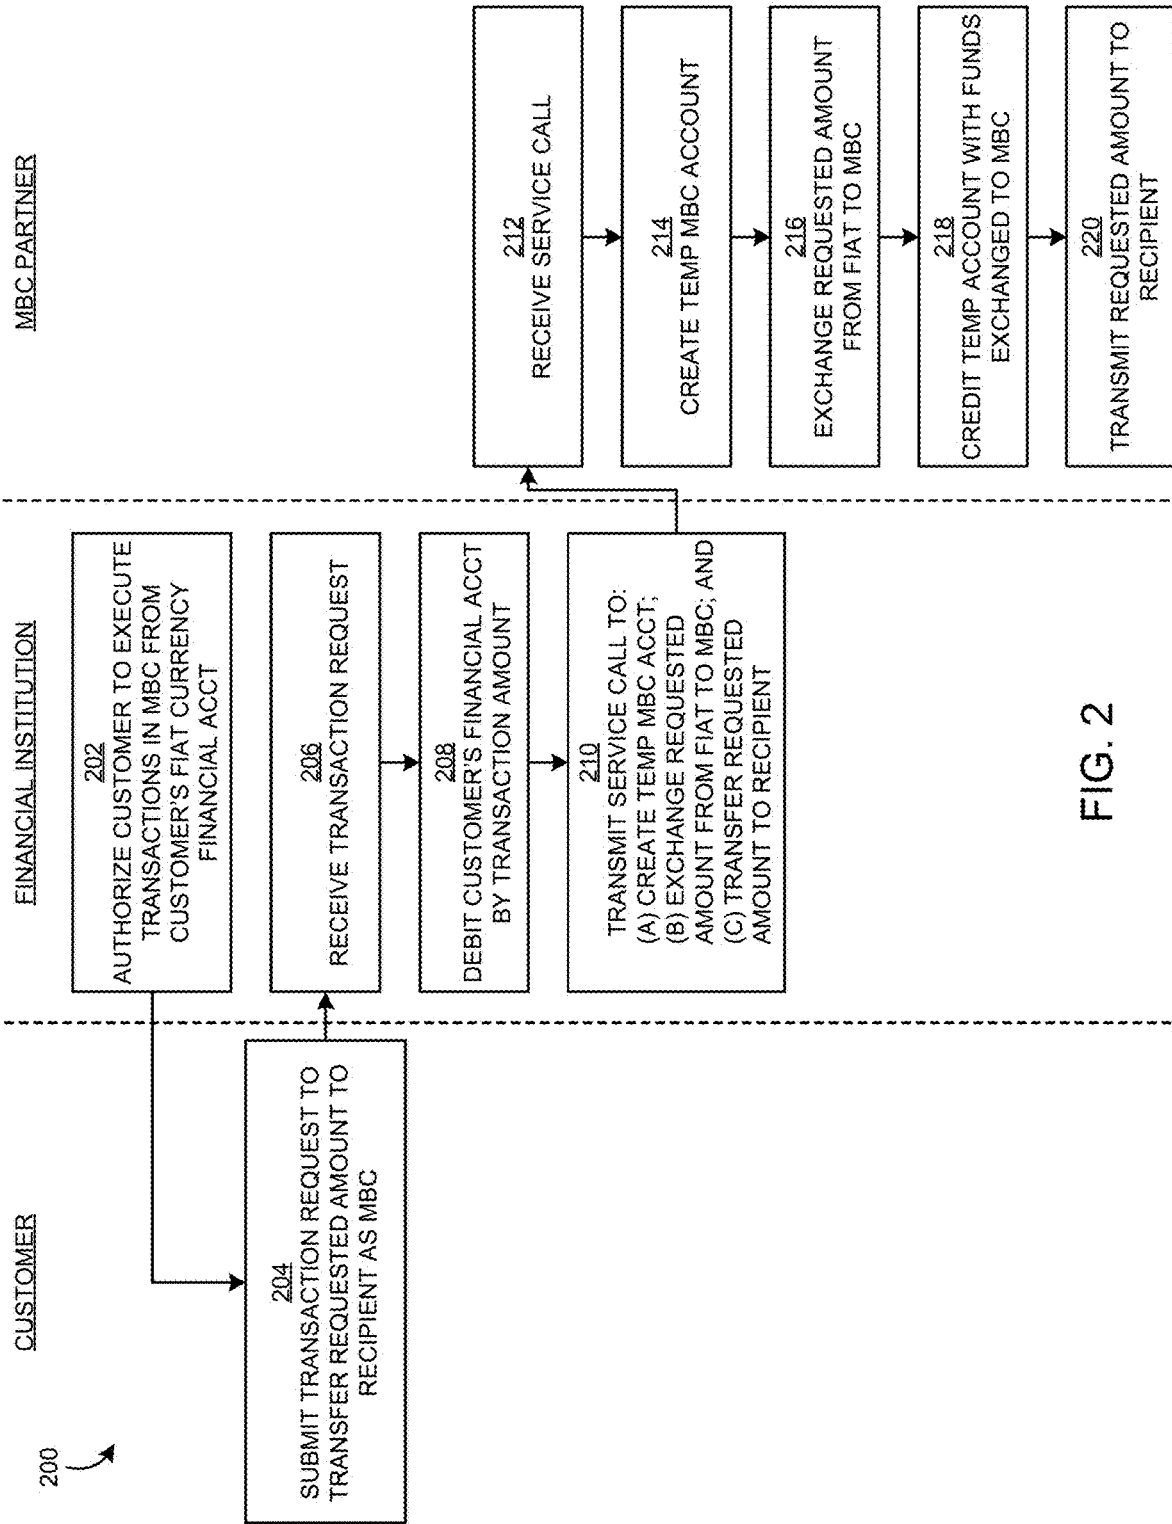 200
CUSTOMER
FINANCIAL INSTITUTION
MBC PARTNER
202
AUTHORIZE CUSTOMER TO EXECUTE
TRANSACTIONS IN MBC FROM
CUSTOMER'S FIAT CURRENCY
FINANCIAL ACCT
204
SUBMIT TRANSACTION REQUEST TO
TRANSFER REQUESTED AMOUNT TO
RECIPIENT AS MBC
206
RECEIVE TRANSACTION REQUEST
208
DEBIT CUSTOMER'S FINANCIAL ACCT
BY TRANSACTION AMOUNT
210
TRANSMIT SERVICE CALL TO:
(A) CREATE TEMP MBC ACCT;
(B) EXCHANGE REQUESTED
AMOUNT FROM FIAT TO MBC; AND
(C) TRANSFER REQUESTED
AMOUNT TO RECIPIENT
212
RECEIVE SERVICE CALL
214
CREATE TEMP MBC ACCOUNT
216
EXCHANGE REQUESTED AMOUNT
FROM FIAT TO MBC
218
CREDIT TEMP ACCOUNT WITH FUNDS
EXCHANGED TO MBC
220
TRANSMIT REQUESTED AMOUNT TO
RECIPIENT
FIG. 2